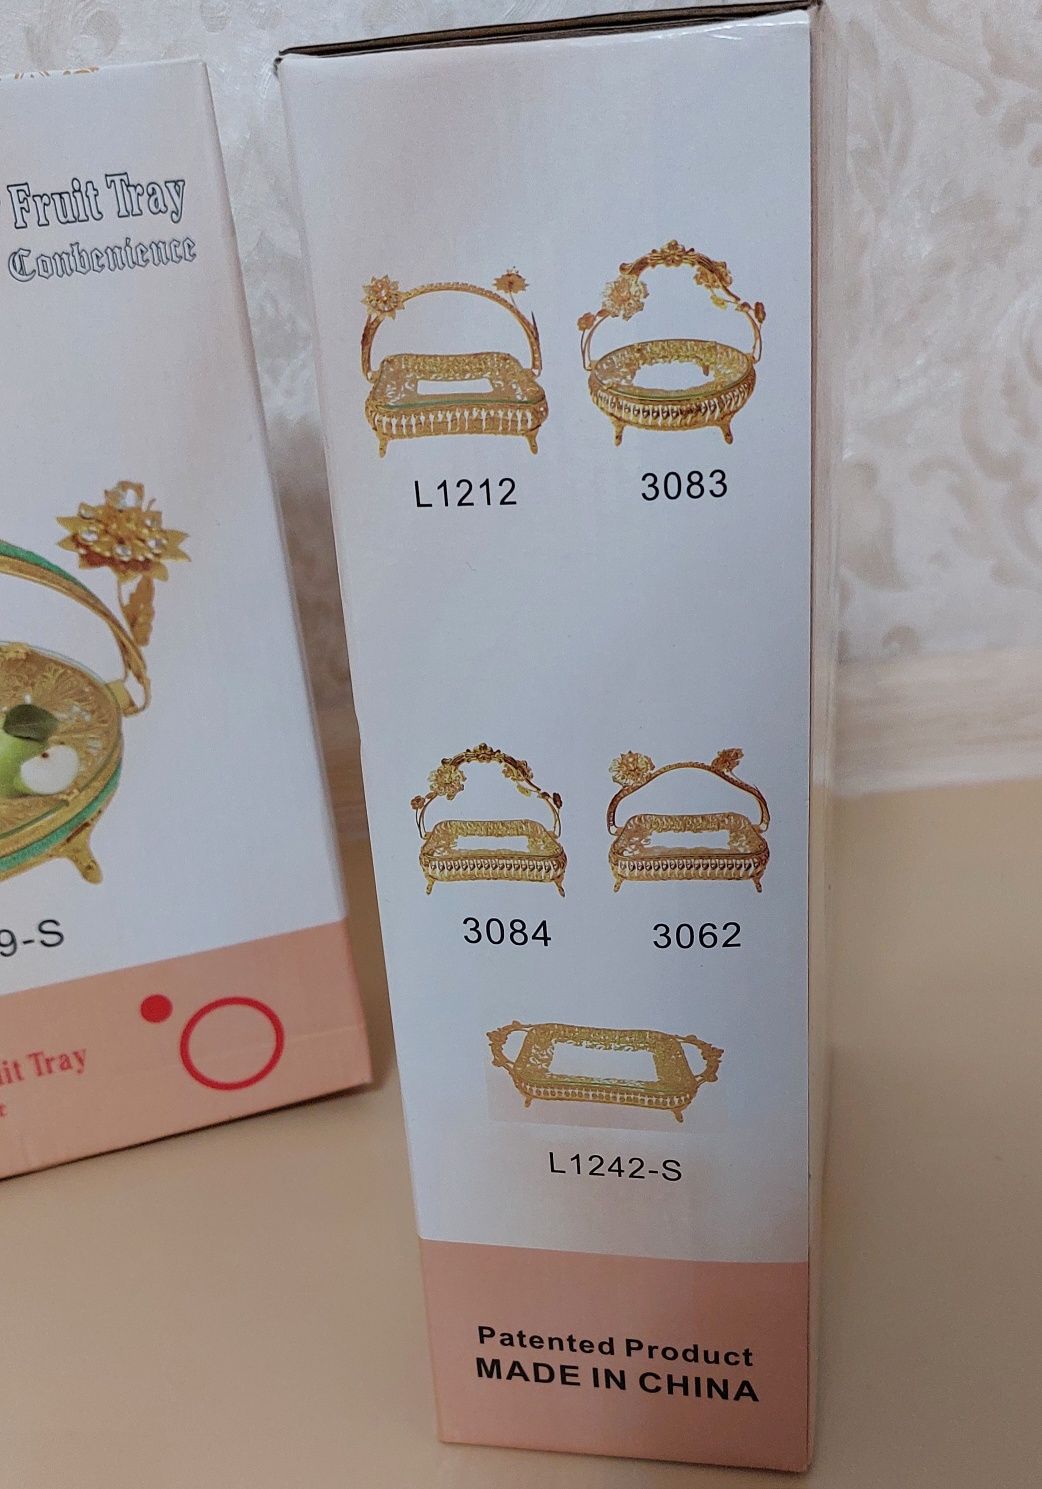 Fruit Tray
Conbenience
9-S
it Tray
L1212
3083
3084
3062
L1242-S
Patented Product
MADE IN CHINA